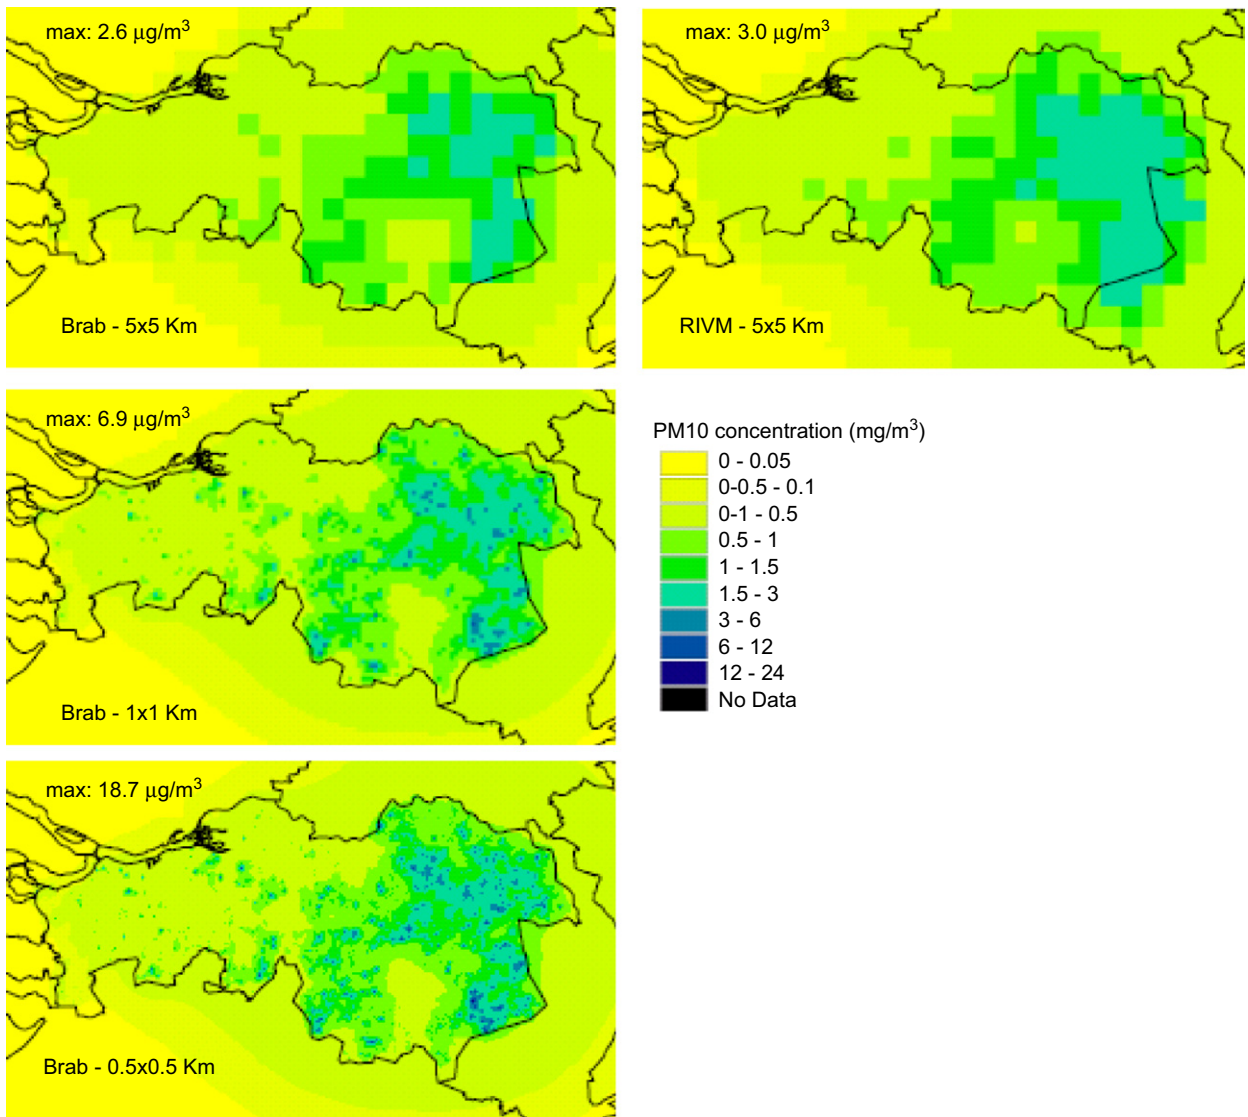 max: 2.6 μg/m³
Brab - 5x5 Km
max: 3.0 μg/m³
RIVM - 5x5 Km
max: 6.9 μg/m³
Brab - 1x1 Km
PM10 concentration (mg/m³)
0 - 0.05
0-0.5 - 0.1
0-1 - 0.5
0.5 - 1
1 - 1.5
1.5 - 3
3 - 6
6 - 12
12 - 24
No Data
max: 18.7 μg/m³
Brab - 0.5x0.5 Km